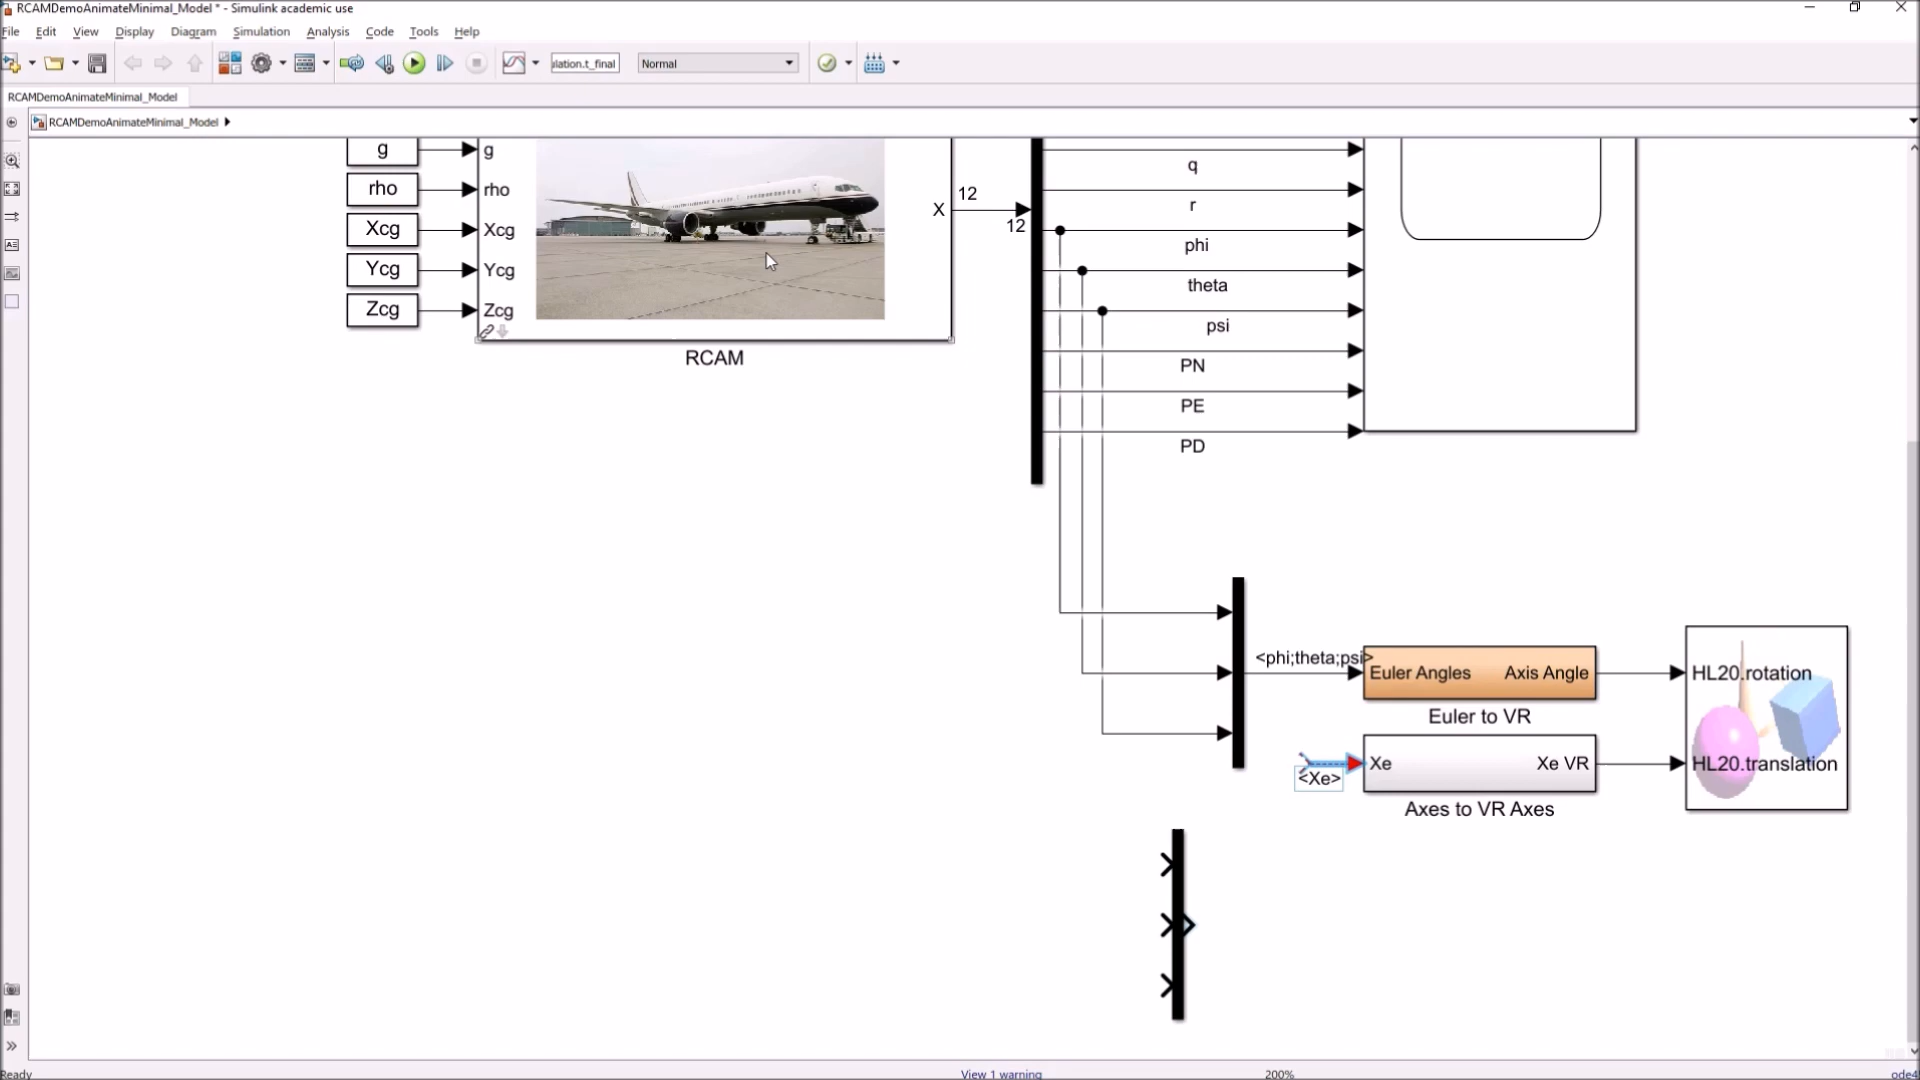 RCAMDemoAnimateMinimal_Model * - Simulink academic use
File Edit View Display Diagram Simulation Analysis Code Tools Help
ulation.t_final Normal
RCAMDemoAnimateMinimal_Model
RCAMDemoAnimateMinimal_Model
g g
rho rho
Xcg Xcg
Ycg Ycg
Zcg Zcg
RCAM
X 12
12
q
r
phi
theta
psi
PN
PE
PD
<phi;theta;psi>
Euler Angles Axis Angle
Euler to VR
HL20.rotation
<Xe>
Xe Xe VR
Axes to VR Axes
HL20.translation
Ready View 1 warning 200% ode4